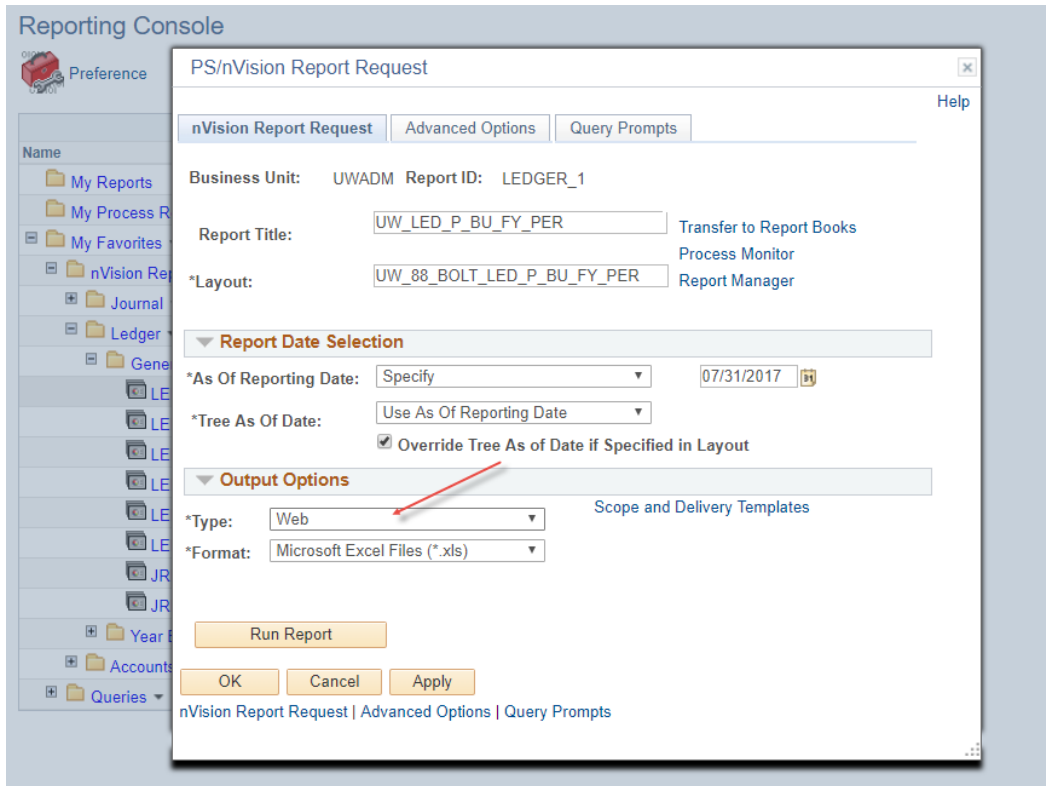 Reporting Console
Preference
Name
My Reports
My Process R
My Favorites
nVision Rep
Journal
Ledger
Gene
LE
LE
LE
LE
LE
LE
JR
JR
Year E
Accounts
Queries
PS/nVision Report Request
Help
nVision Report Request Advanced Options Query Prompts
Business Unit: UWADM Report ID: LEDGER_1
Report Title: UW_LED_P_BU_FY_PER Transfer to Report Books
Process Monitor
*Layout: UW_88_BOLT_LED_P_BU_FY_PER Report Manager
Report Date Selection
*As Of Reporting Date: Specify 07/31/2017
*Tree As Of Date: Use As Of Reporting Date
Override Tree As of Date if Specified in Layout
Output Options
*Type: Web Scope and Delivery Templates
*Format: Microsoft Excel Files (*.xls)
Run Report
OK Cancel Apply
nVision Report Request | Advanced Options | Query Prompts